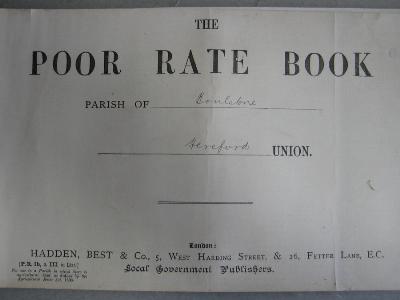 THE
POOR RATE BOOK
PARISH OF
Hereford UNION.
London:
HADDEN, BEST & Co., 5, WEST HARDING STREET, & 26, FETTER LANE, E.C.
Local Government Publishers.